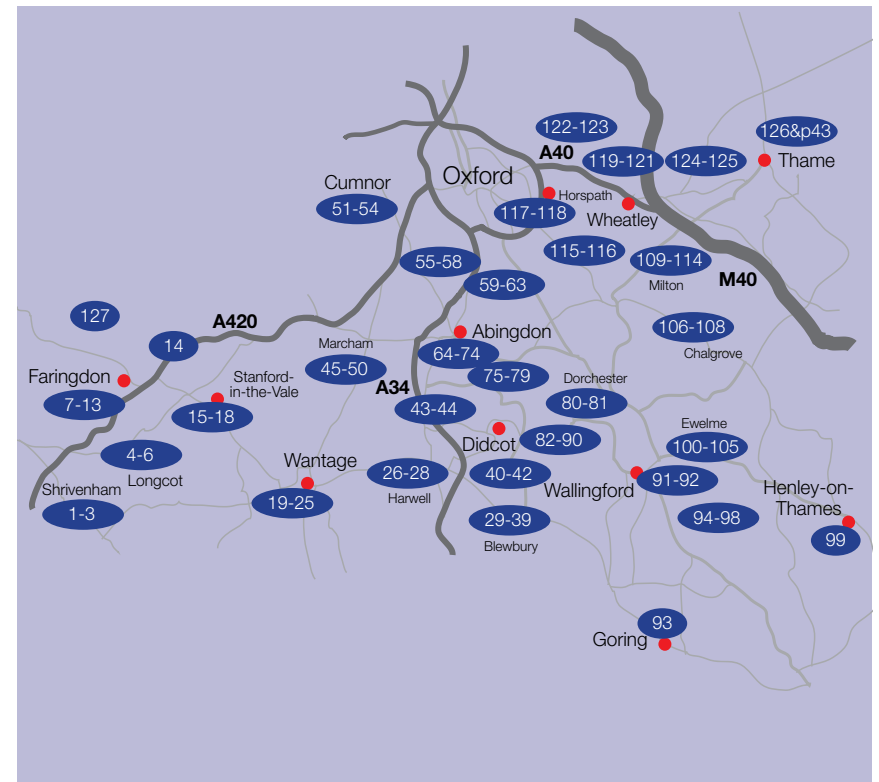 122-123
126&p43
A40
119-121
124-125
Thame
Oxford
Cumnor
51-54
Horspath
117-118
Wheatley
115-116
55-58
109-114
Milton
M40
59-63
127
A420
106-108
Chalgrove
14
Abingdon
Marcham
64-74
45-50
Faringdon
Stanford-
in-the-Vale
75-79
Dorchester
A34
7-13
15-18
43-44
80-81
Didcot
82-90
Ewelme
100-105
4-6
Longcot
Wantage
26-28
Harwell
40-42
Wallingford
91-92
Henley-on-
Thames
Shrivenham
1-3
19-25
29-39
Blewbury
94-98
99
93
Goring